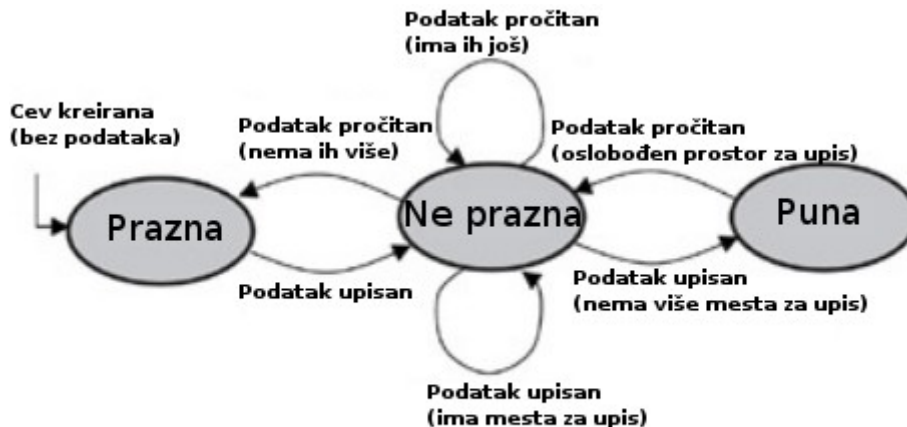 Podatak pročitan
(ima ih još)
Cev kreirana
(bez podataka)
Podatak pročitan
(nema ih više)
Podatak pročitan
(oslobođen prostor za upis)
Prazna
Ne prazna
Puna
Podatak upisan
Podatak upisan
(nema više mesta za upis)
Podatak upisan
(ima mesta za upis)